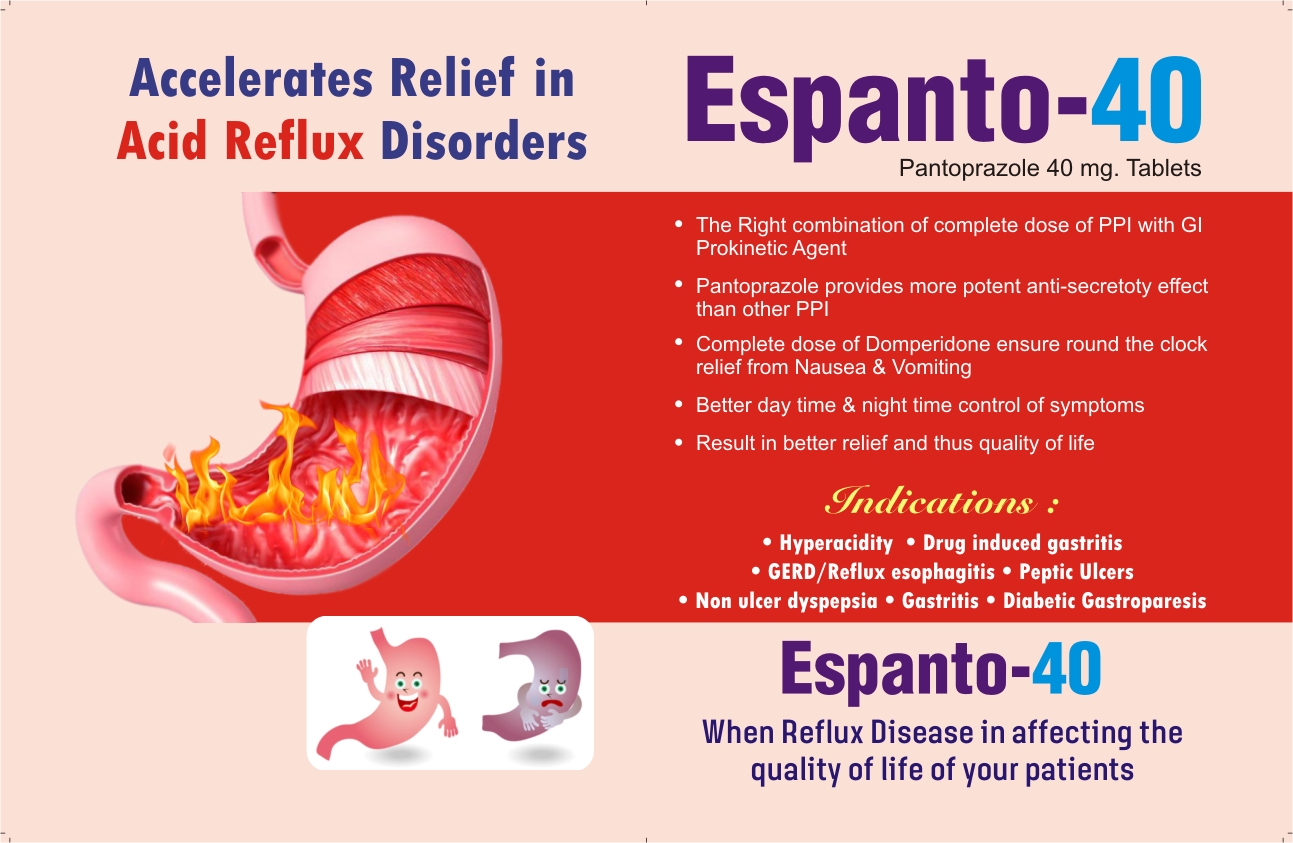 Accelerates Relief in
Acid Reflux Disorders
Espanto-40
Pantoprazole 40 mg. Tablets
• The Right combination of complete dose of PPI with GI
Prokinetic Agent
• Pantoprazole provides more potent anti-secretoty effect
than other PPI
• Complete dose of Domperidone ensure round the clock
relief from Nausea & Vomiting
• Better day time & night time control of symptoms
• Result in better relief and thus quality of life
Indications :
• Hyperacidity • Drug induced gastritis
• GERD/Reflux esophagitis • Peptic Ulcers
• Non ulcer dyspepsia • Gastritis • Diabetic Gastroparesis
Espanto-40
When Reflux Disease in affecting the
quality of life of your patients